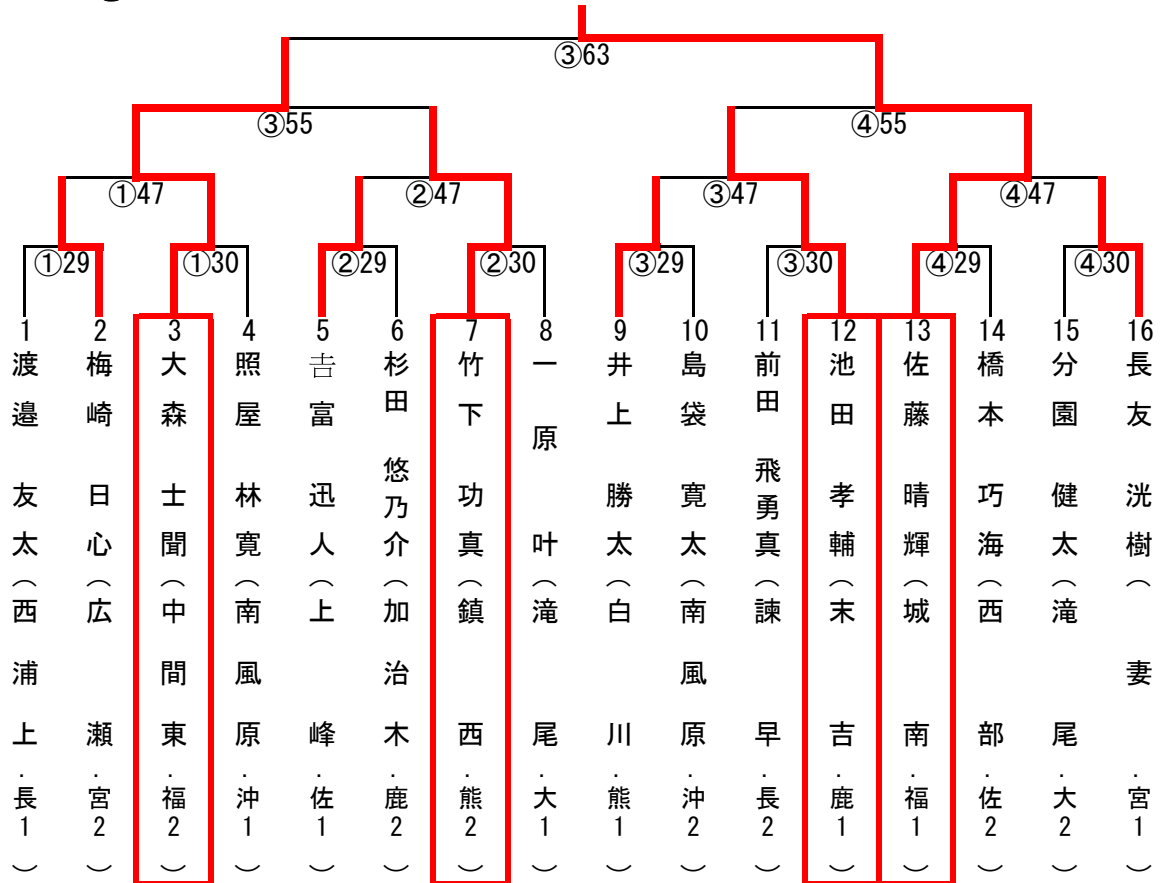 ③63
③55
④55
①47
②47
③47
④47
①29
①30
②29
②30
③29
③30
④29
④30
1 渡邉 友太(西浦上.長1)
2 梅崎 日心(広瀬.宮2)
3 大森 士聞(中間東.福2)
4 照屋 林寛(南風原.沖1)
5 𠮷富 迅人(上峰.佐1)
6 杉田 悠乃介(加治木.鹿2)
7 竹下 功真(鎮西.熊2)
8 一原 叶(滝尾.大1)
9 井上 勝太(白川.熊1)
10 島袋 寛太(南風原.沖2)
11 前田 飛勇真(諫早.長2)
12 池田 孝輔(末吉.鹿1)
13 佐藤 晴輝(城南.福1)
14 橋本 巧海(西部.佐2)
15 分園 健太(滝尾.大2)
16 長友 洸樹(妻.宮1)